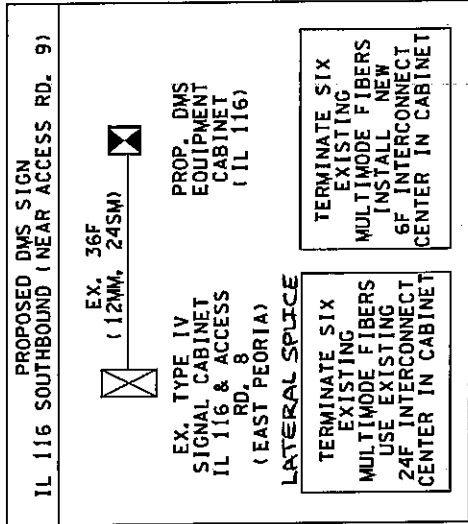 PROPOSED DMS SIGN
IL 116 SOUTHBOUND (NEAR ACCESS RD. 9)
EX. 36F
(12MM, 24SM)
EX. TYPE IV
SIGNAL CABINET
IL 116 & ACCESS
RD. 8
(EAST PEORIA)
PROP. DMS
EQUIPMENT
CABINET
(IL 116)
LATERAL SPLICE
TERMINATE SIX
EXISTING
MULTIMODE FIBERS
USE EXISTING
24F INTERCONNECT
CENTER IN CABINET
TERMINATE SIX
EXISTING
MULTIMODE FIBERS
INSTALL NEW
6F INTERCONNECT
CENTER IN CABINET